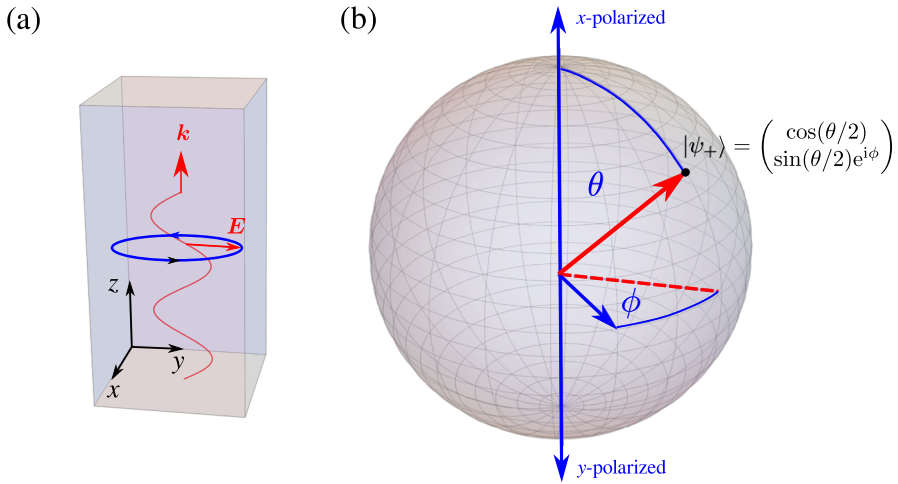 (a)
k
E
z
y
x
(b)
x-polarized
|ψ₊⟩ = ( cos(θ/2)
sin(θ/2)e^{iϕ} )
θ
ϕ
y-polarized